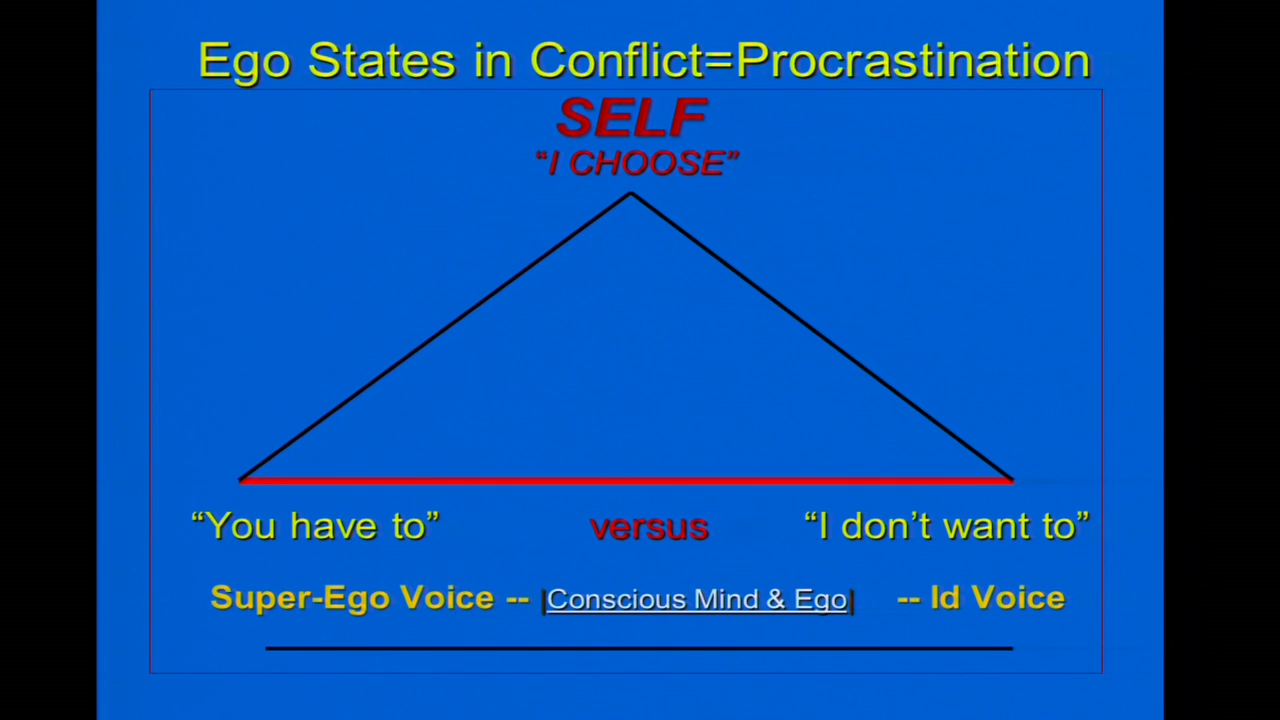 Ego States in Conflict=Procrastination
SELF
“I CHOOSE”
“You have to” versus “I don’t want to”
Super-Ego Voice -- |Conscious Mind & Ego| -- Id Voice